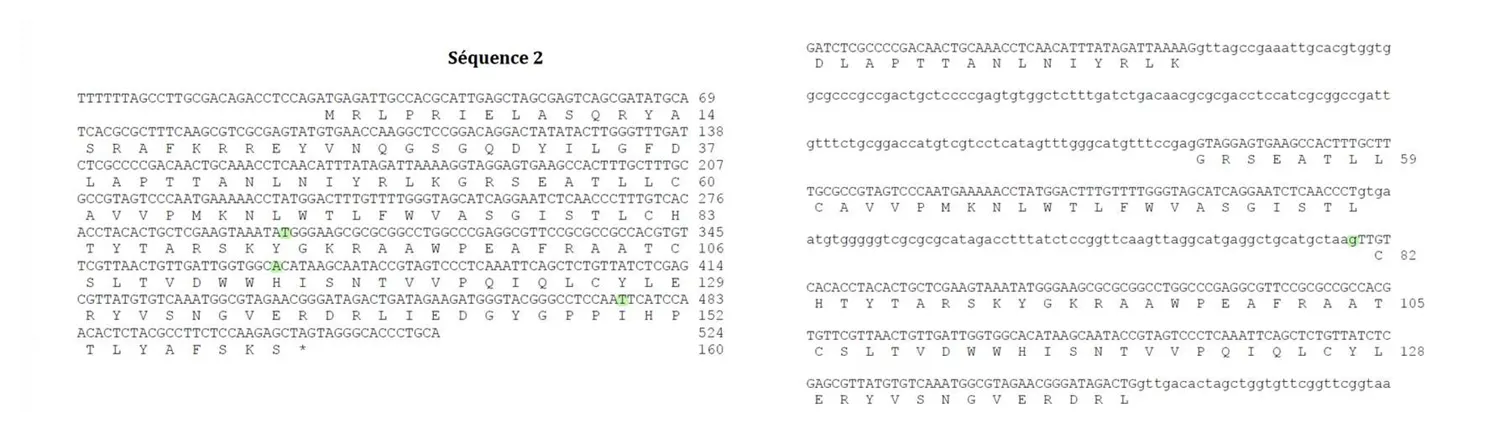 Séquence 2
TTTTTTAGCCTTGCGACAGACCTCCAGATGAGATTGCCACGCATTGAGCTAGCGAGTCAGCGATATGCA 69
M R L P R I E L A S Q R Y A 14
TCACGCGCTTTCAAGCGTCGCGAGTATGTGAACCAAGGCTCCGGACAGGACTATATACTTGGGTTTGAT 138
S R A F K R R E Y V N Q G S G Q D Y I L G F D 37
CTCGCCCCGACAACTGCAAACCTCAACATTTATAGATTAAAAGGTAGGAGTGAAGCCACTTTGCTTTGC 207
L A P T T A N L N I Y R L K G R S E A T L L C 60
GCCGTAGTCCCAATGAAAAACCTATGGACTTTGTTTTGGGTAGCATCAGGAATCTCAACCCTTTGTCAC 276
A V V P M K N L W T L F W V A S G I S T L C H 83
ACCTACACTGCTCGAAGTAAATATGGGAAGCGCGCGGCCTGGCCCGAGGCGTTCCGCGCCGCCACGTGT 345
T Y T A R S K Y G K R A A W P E A F R A A T C 106
TCGTTAACTGTTGATTGGTGGCACATAAGCAATACCGTAGTCCCTCAAATTCAGCTCTGTTATCTCGAG 414
S L T V D W W H I S N T V V P Q I Q L C Y L E 129
CGTTATGTGTCAAATGGCGTAGAACGGGATAGACTGATAGAAGATGGGTACGGGCCTCCAATTCATCCA 483
R Y V S N G V E R D R L I E D G Y G P P I H P 152
ACACTCTACGCCTTCTCCAAGAGCTAGTAGGGCACCCTGCA 524
T L Y A F S K S * 160
GATCTCGCCCCGACAACTGCAAACCTCAACATTTATAGATTAAAAGgttagccgaaattgcacgtggtg
D L A P T T A N L N I Y R L K
gcgcccgccgactgctccccgagtgtggctctttgatctgacaacgcgcgacctccatcgcggccgatt
gtttctgcggaccatgtcgtcctcatagtttgggcatgtttccgagGTAGGAGTGAAGCCACTTTGCTT
G R S E A T L L 59
TGCGCCGTAGTCCCAATGAAAAACCTATGGACTTTGTTTTGGGTAGCATCAGGAATCTCAACCCTgtga
C A V V P M K N L W T L F W V A S G I S T L
atgtgggggtcgcgcgcatagacctttatctccggttcaagttaggcatgaggctgcatgctaagTTGT
C 82
CACACCTACACTGCTCGAAGTAAATATGGGAAGCGCGCGGCCTGGCCCGAGGCGTTCCGCGCCGCCACG
H T Y T A R S K Y G K R A A W P E A F R A A T 105
TGTTCGTTAACTGTTGATTGGTGGCACATAAGCAATACCGTAGTCCCTCAAATTCAGCTCTGTTATCTC
C S L T V D W W H I S N T V V P Q I Q L C Y L 128
GAGCGTTATGTGTCAAATGGCGTAGAACGGGATAGACTGgttgacactagctggtgttcggttcggtaa
E R Y V S N G V E R D R L